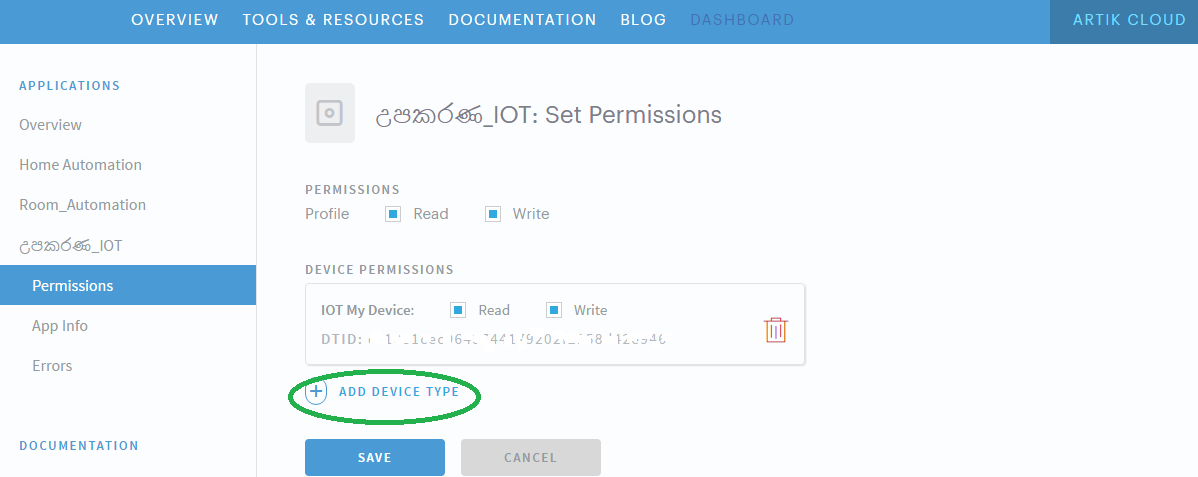 OVERVIEW TOOLS & RESOURCES DOCUMENTATION BLOG DASHBOARD ARTIK CLOUD
APPLICATIONS
Overview
Home Automation
Room_Automation
උපකරණ_IOT
Permissions
App Info
Errors
DOCUMENTATION
උපකරණ_IOT: Set Permissions
PERMISSIONS
Profile Read Write
DEVICE PERMISSIONS
IOT My Device: Read Write
DTID:
ADD DEVICE TYPE
SAVE CANCEL